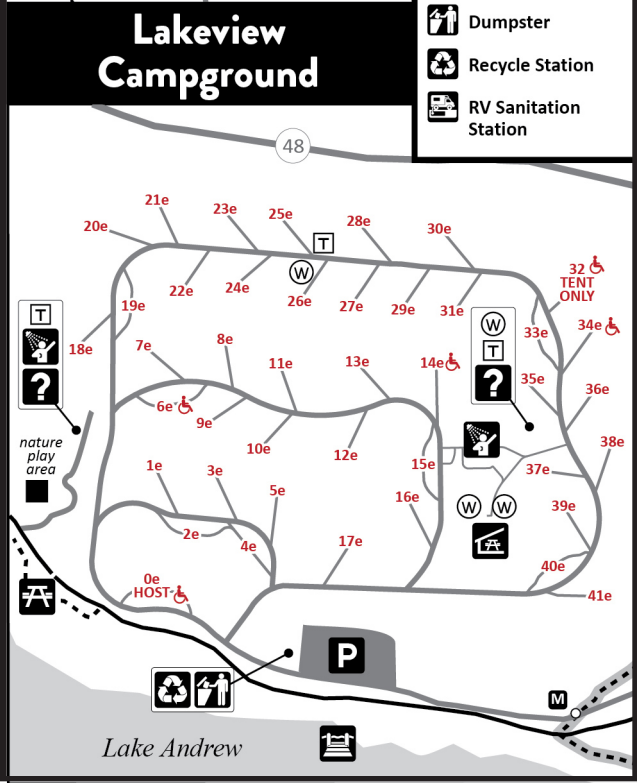 Lakeview
Campground
Dumpster
Recycle Station
RV Sanitation
Station
48
21e
23e
25e
28e
30e
20e
T
W
22e
24e
26e
27e
29e
31e
32
TENT
ONLY
19e
18e
T
?
W
T
?
33e
34e
7e
8e
11e
13e
14e
35e
36e
6e
9e
10e
12e
nature
play
area
1e
3e
5e
15e
16e
37e
38e
39e
W
W
2e
4e
17e
40e
41e
0e
HOST
P
M
Lake Andrew